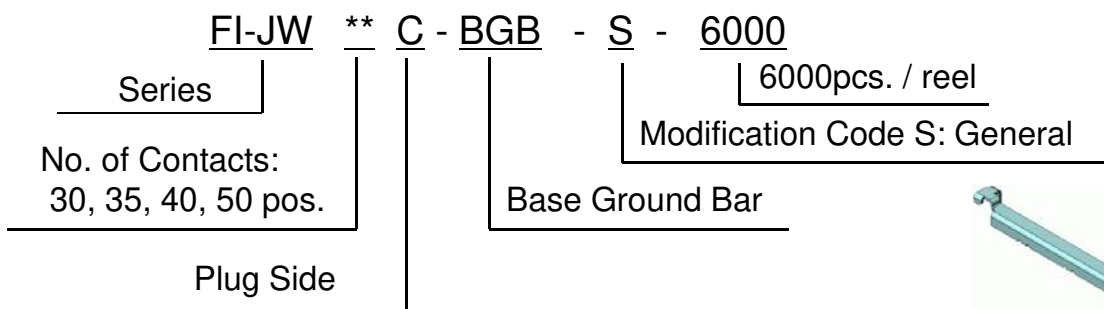 FI-JW ** C - BGB - S - 6000
Series
6000pcs. / reel
Modification Code S: General
No. of Contacts:
30, 35, 40, 50 pos.
Base Ground Bar
Plug Side